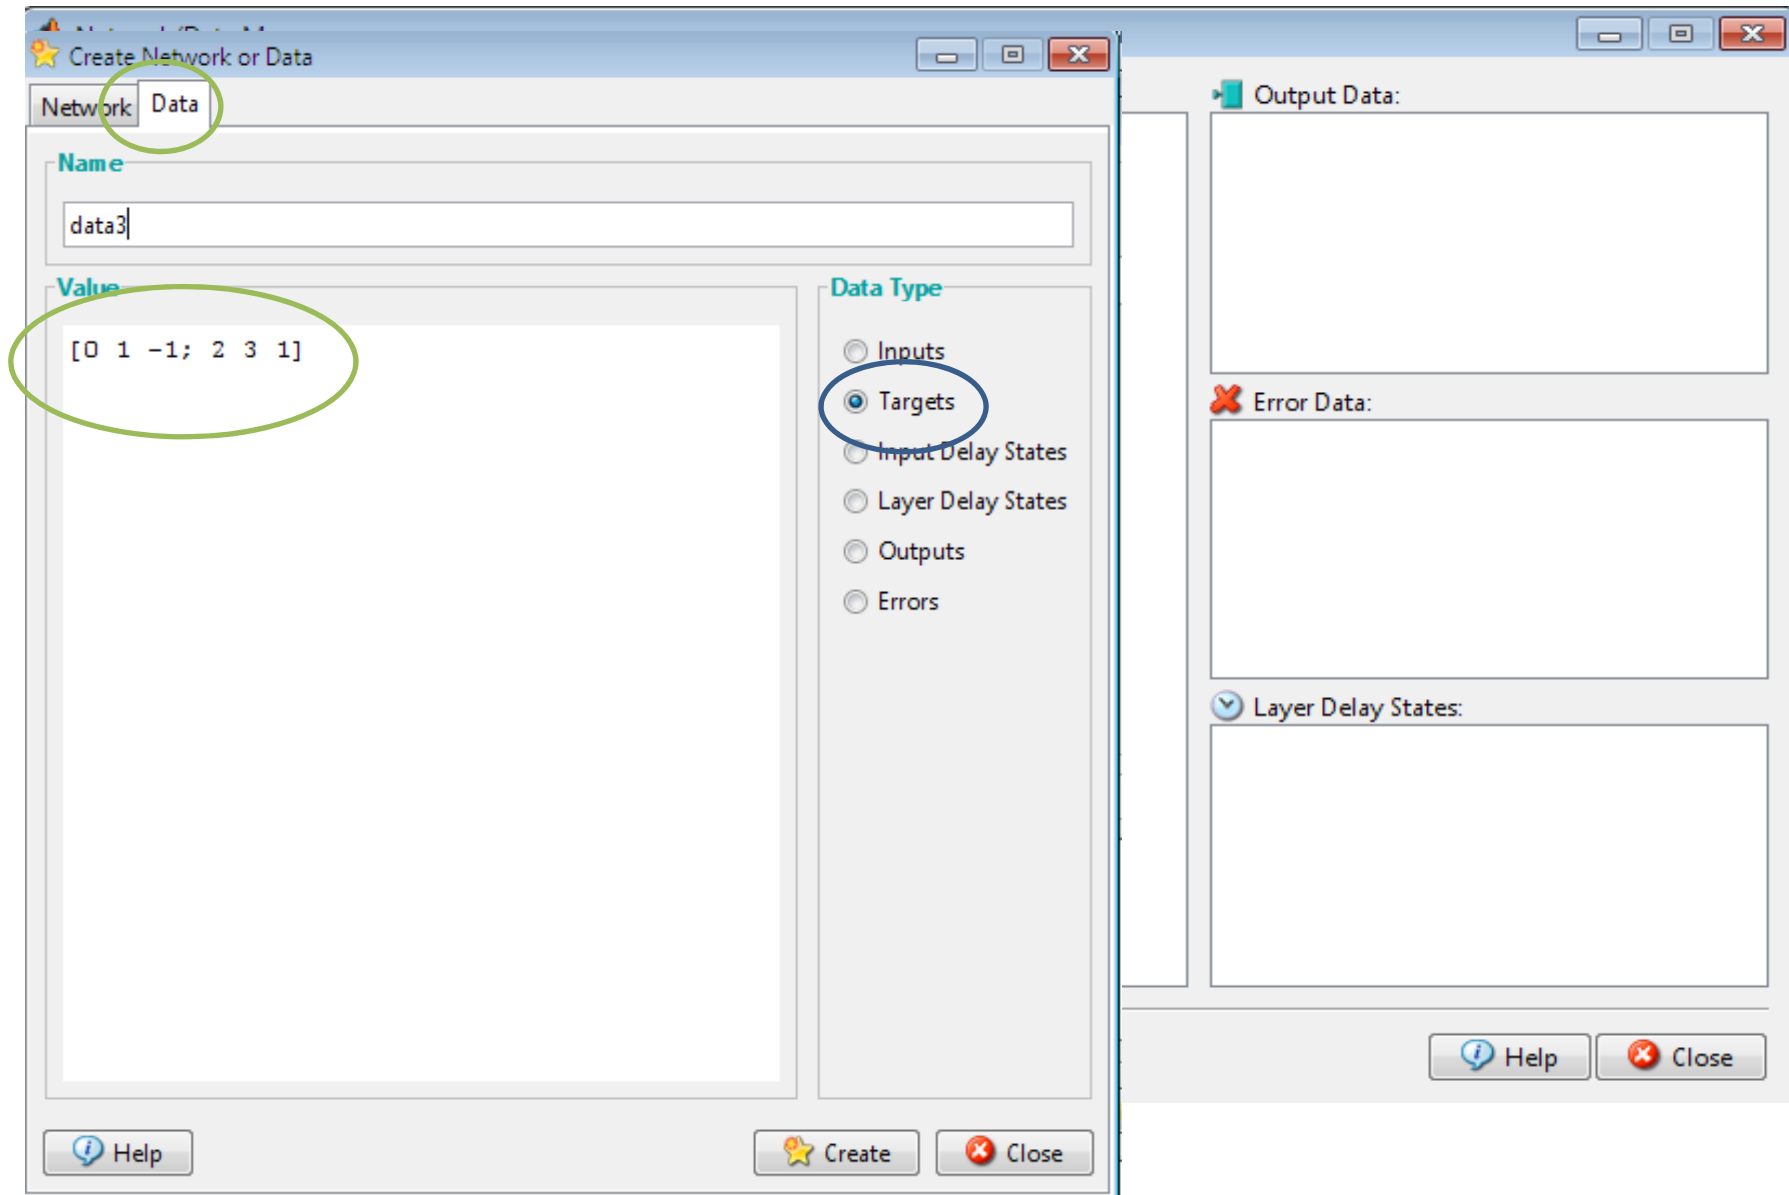 Create Network or Data
Network Data
Name
data3
Value
[0 1 -1; 2 3 1]
Data Type
Inputs
Targets
Input Delay States
Layer Delay States
Outputs
Errors
Help
Create
Close
Output Data:
Error Data:
Layer Delay States:
Help
Close